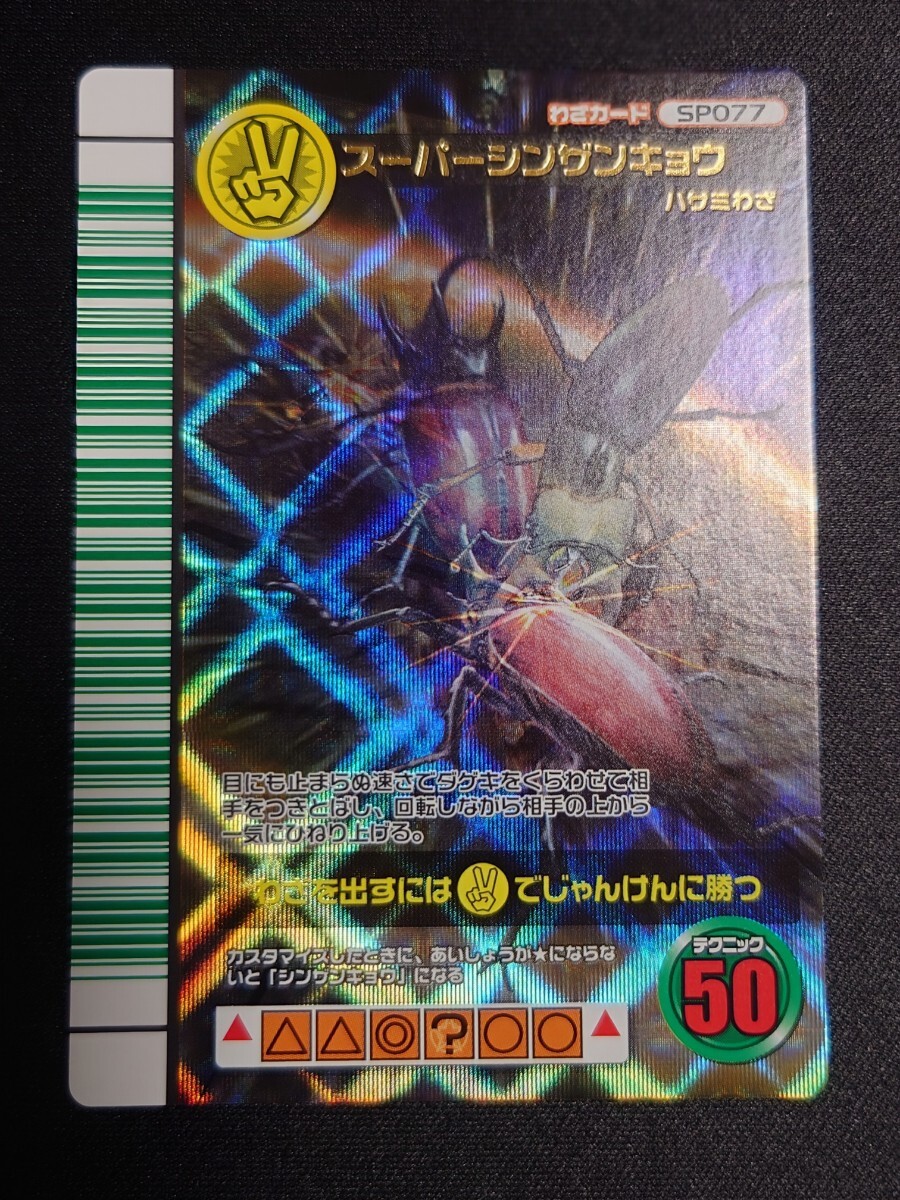 わざカード SP077
スーパーシンザンキョウ
ハサミわざ
目にも止まらぬ速さでダゲキをくらわせて相
手をつきとばし、回転しながら相手の上から
一気にひねり上げる。
わざを出すには でじゃんけんに勝つ
カスタマイズしたときに、あいしょうが★にならな
いと「シンザンキョウ」になる
テクニック
50
△ △ ◎ ? ○ ○